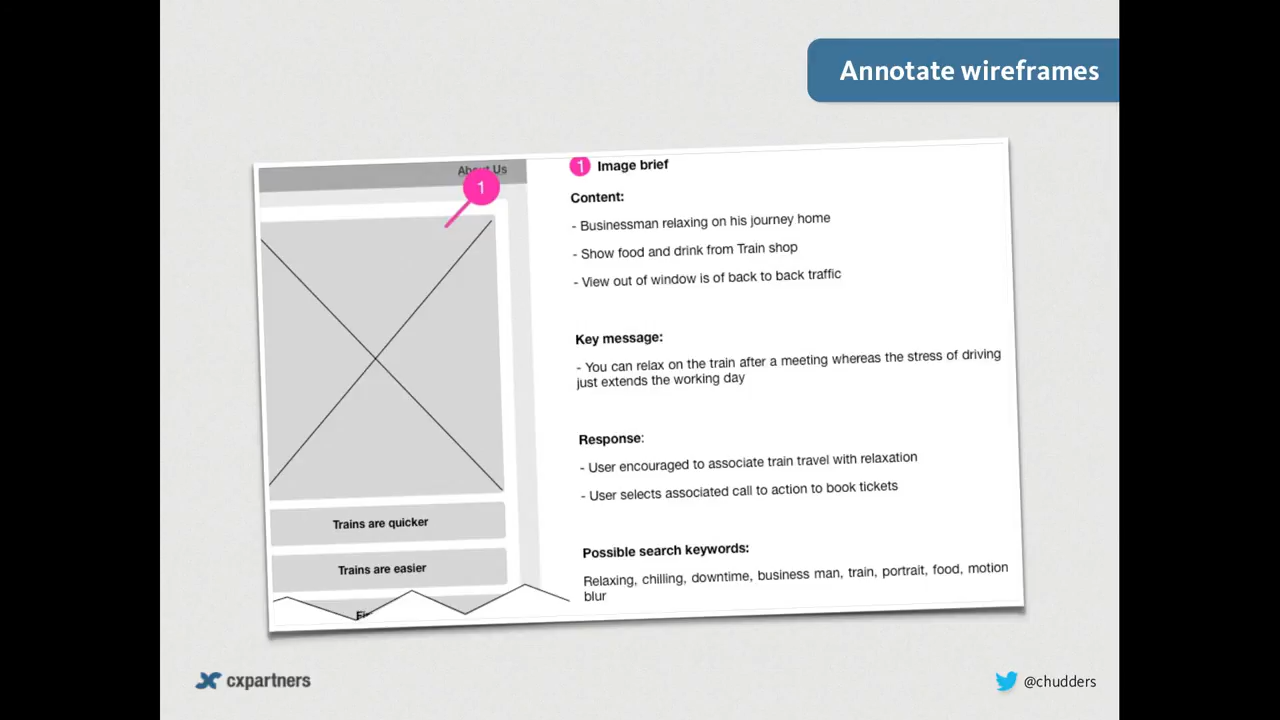 Annotate wireframes
About Us
1
Trains are quicker
Trains are easier
1 Image brief
Content:
- Businessman relaxing on his journey home
- Show food and drink from Train shop
- View out of window is of back to back traffic
Key message:
- You can relax on the train after a meeting whereas the stress of driving
just extends the working day
Response:
- User encouraged to associate train travel with relaxation
- User selects associated call to action to book tickets
Possible search keywords:
Relaxing, chilling, downtime, business man, train, portrait, food, motion
blur
cxpartners
@chudders